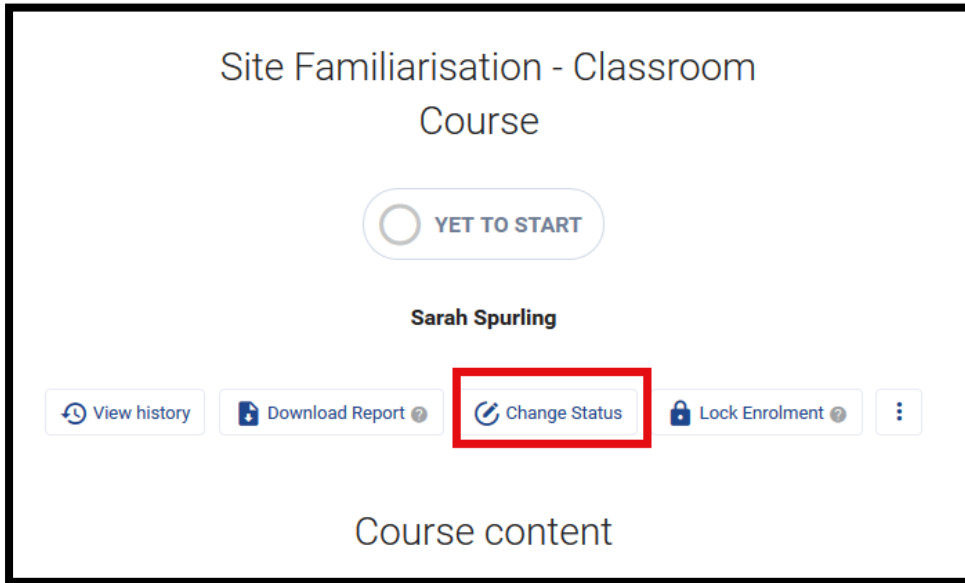 Site Familiarisation - Classroom
Course
YET TO START
Sarah Spurling
View history Download Report ? Change Status Lock Enrolment ?
Course content